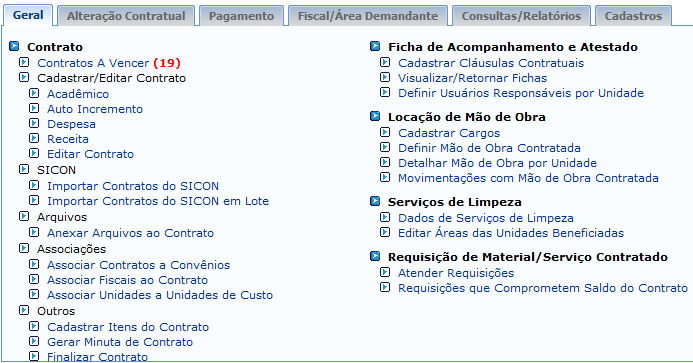 Geral
Alteração Contratual
Pagamento
Fiscal/Área Demandante
Consultas/Relatórios
Cadastros
Contrato
Contratos A Vencer (19)
Cadastrar/Editar Contrato
Acadêmico
Auto Incremento
Despesa
Receita
Editar Contrato
SICON
Importar Contratos do SICON
Importar Contratos do SICON em Lote
Arquivos
Anexar Arquivos ao Contrato
Associações
Associar Contratos a Convênios
Associar Fiscais ao Contrato
Associar Unidades a Unidades de Custo
Outros
Cadastrar Itens do Contrato
Gerar Minuta de Contrato
Finalizar Contrato
Ficha de Acompanhamento e Atestado
Cadastrar Cláusulas Contratuais
Visualizar/Retornar Fichas
Definir Usuários Responsáveis por Unidade
Locação de Mão de Obra
Cadastrar Cargos
Definir Mão de Obra Contratada
Detalhar Mão de Obra por Unidade
Movimentações com Mão de Obra Contratada
Serviços de Limpeza
Dados de Serviços de Limpeza
Editar Áreas das Unidades Beneficiadas
Requisição de Material/Serviço Contratado
Atender Requisições
Requisições que Comprometem Saldo do Contrato